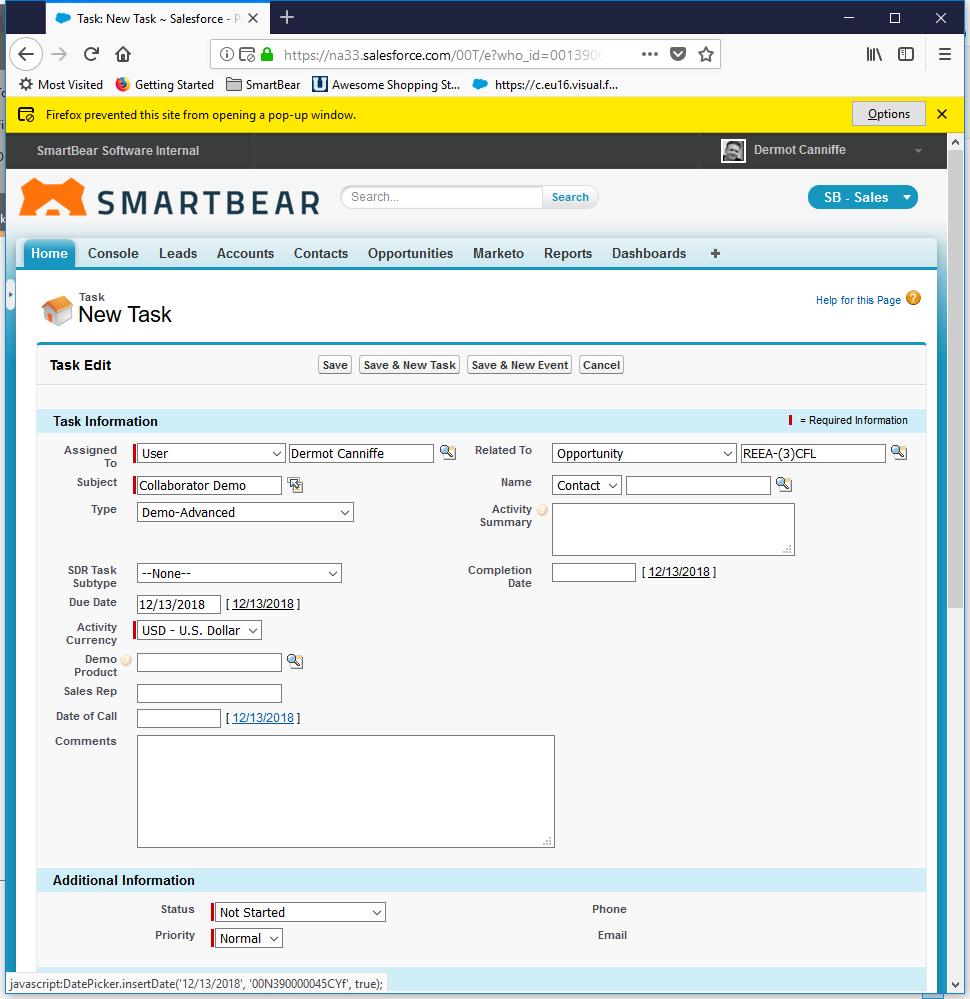 Task: New Task ~ Salesforce - P
https://na33.salesforce.com/00T/e?who_id=00139000
Most Visited Getting Started SmartBear Awesome Shopping St... https://c.eu16.visual.f...
Firefox prevented this site from opening a pop-up window. Options
SmartBear Software Internal Dermot Canniffe
SMARTBEAR Search... Search SB - Sales
Home Console Leads Accounts Contacts Opportunities Marketo Reports Dashboards +
Task
New Task Help for this Page ?
Task Edit Save Save & New Task Save & New Event Cancel
Task Information = Required Information
Assigned To User Dermot Canniffe Related To Opportunity REEA-(3)CFL
Subject Collaborator Demo Name Contact
Type Demo-Advanced Activity Summary
SDR Task Subtype --None-- Completion Date [ 12/13/2018 ]
Due Date 12/13/2018 [ 12/13/2018 ]
Activity Currency USD - U.S. Dollar
Demo Product
Sales Rep
Date of Call [ 12/13/2018 ]
Comments
Additional Information
Status Not Started Phone
Priority Normal Email
javascript:DatePicker.insertDate('12/13/2018', '00N390000045CYf', true);